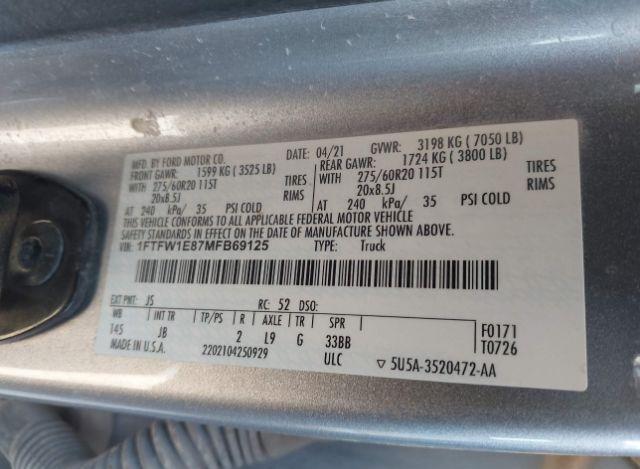 MFD. BY FORD MOTOR CO.
DATE: 04/21 GVWR: 3198 KG ( 7050 LB)
FRONT GAWR: 1599 KG ( 3525 LB)
REAR GAWR: 1724 KG ( 3800 LB)
WITH 275/60R20 115T TIRES
WITH 275/60R20 115T TIRES
20x8.5J RIMS
20x8.5J RIMS
AT 240 kPa/ 35 PSI COLD
AT 240 kPa/ 35 PSI COLD
THIS VEHICLE CONFORMS TO ALL APPLICABLE FEDERAL MOTOR VEHICLE
SAFETY STANDARDS IN EFFECT ON THE DATE OF MANUFACTURE SHOWN ABOVE.
VIN: 1FTFW1E87MFB69125 TYPE: Truck
EXT PNT: JS RC: 52 DSO:
WB INT TR TP/PS R AXLE TR SPR
145 JB 2 L9 G 33BB
F0171
T0726
MADE IN U.S.A. 2202104250929 ULC
▽ 5U5A-3520472-AA